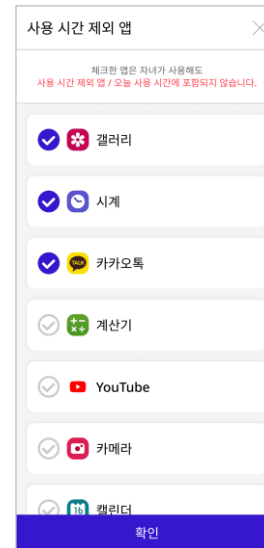 사용 시간 제외 앱
체크한 앱은 자녀가 사용해도
사용 시간 제외 앱 / 오늘 사용 시간에 포함되지 않습니다.
갤러리
시계
TALK
카카오톡
계산기
YouTube
카메라
16
캘린더
확인